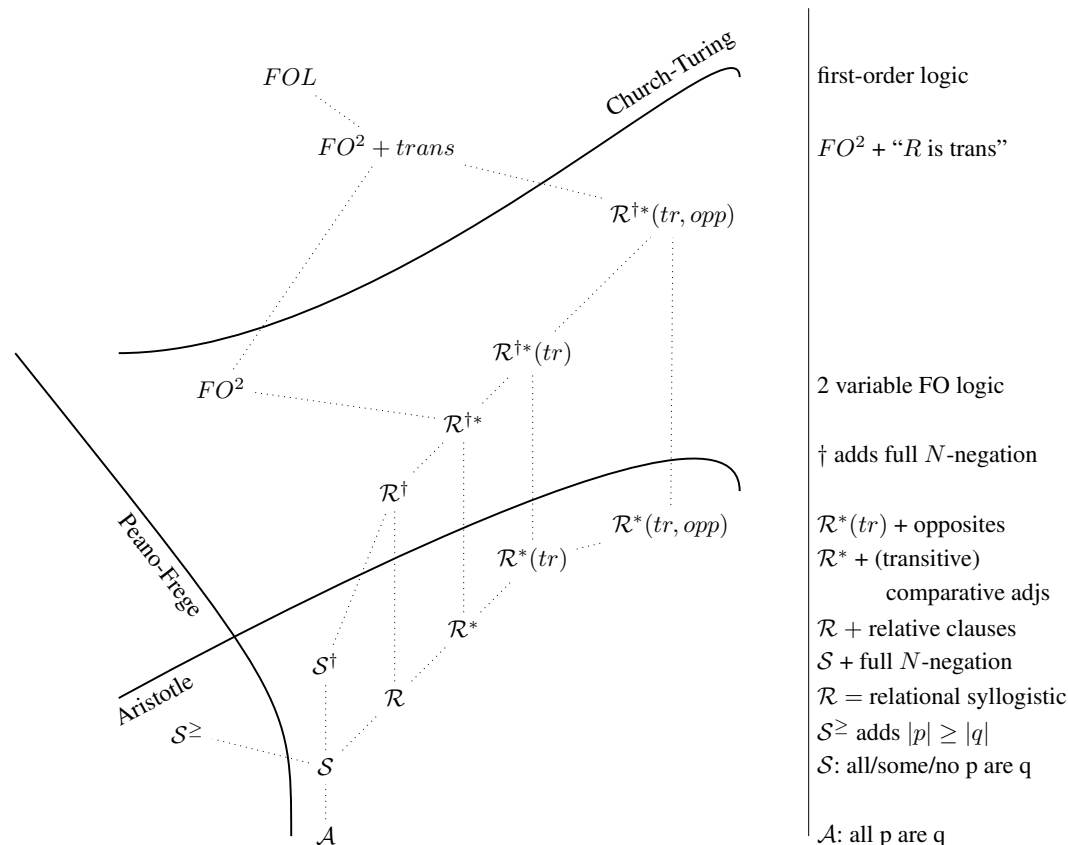 Church-Turing
FOL
first-order logic
FO² + trans
FO² + “R is trans”
ℛ†*(tr, opp)
ℛ†*(tr)
FO²
2 variable FO logic
ℛ†*
† adds full N-negation
ℛ†
Peano-Frege
ℛ*(tr, opp)
ℛ*(tr) + opposites
ℛ*(tr)
ℛ* + (transitive)
comparative adjs
ℛ*
ℛ + relative clauses
𝒮†
𝒮 + full N-negation
Aristotle
ℛ
ℛ = relational syllogistic
𝒮≥
𝒮≥ adds |p| ≥ |q|
𝒮
𝒮: all/some/no p are q
𝒜
𝒜: all p are q